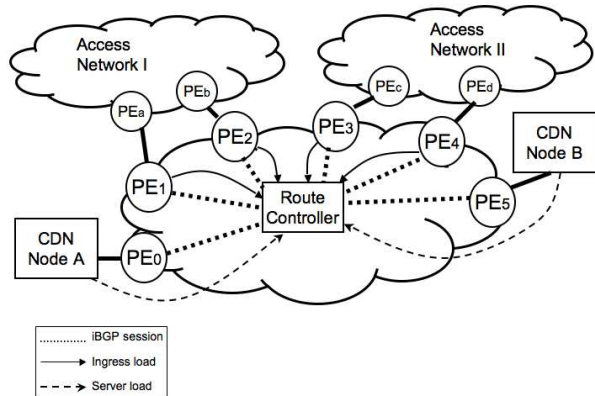 Access
Network I
Access
Network II
PEa
PEb
PEc
PEd
PE1
PE2
PE3
PE4
CDN
Node B
Route
Controller
PE5
CDN
Node A
PE0
iBGP session
Ingress load
Server load